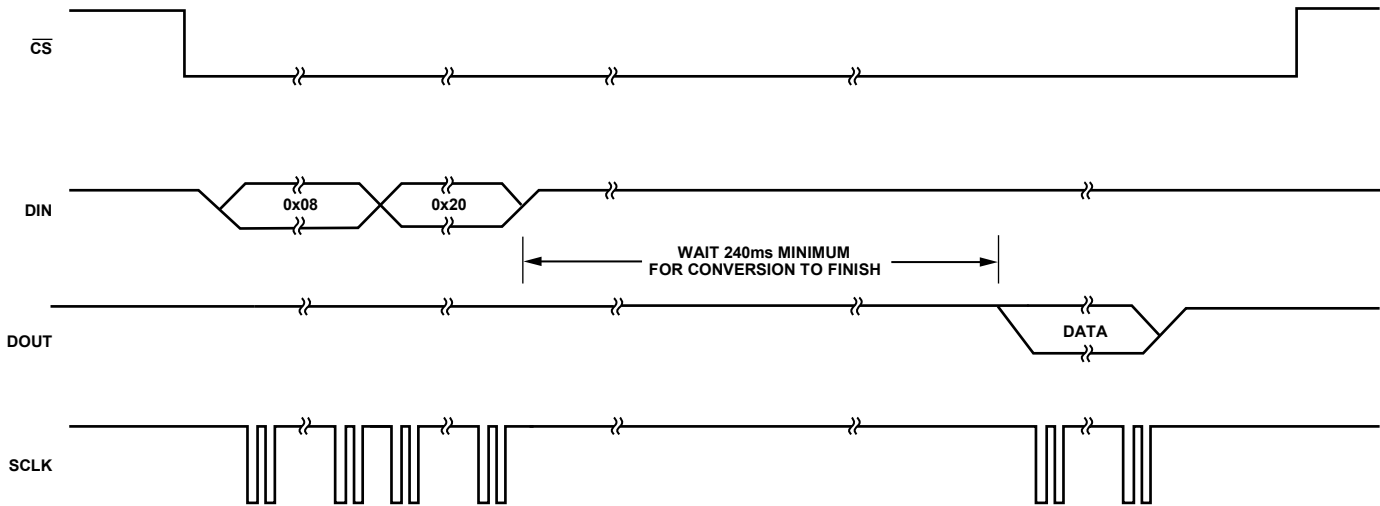 CS
DIN
0x08
0x20
WAIT 240ms MINIMUM
FOR CONVERSION TO FINISH
DOUT
DATA
SCLK